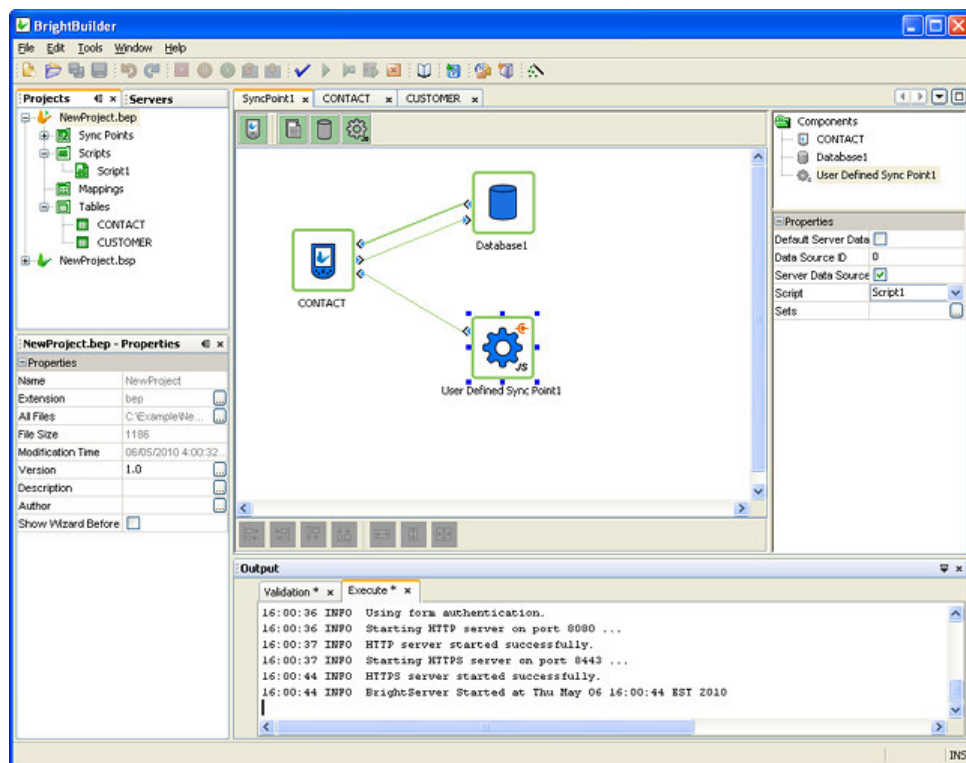 BrightBuilder
File Edit Tools Window Help
Projects Servers
NewProject.bep
Sync Points
Scripts
Script1
Mappings
Tables
CONTACT
CUSTOMER
NewProject.bsp
NewProject.bep - Properties
Properties
Name NewProject
Extension bep ...
All Files C:\Example\Ne... ...
File Size 1186
Modification Time 06/05/2010 4:00:32...
Version 1.0 ...
Description ...
Author ...
Show Wizard Before
SyncPoint1 CONTACT CUSTOMER
Database1
CONTACT
JS
User Defined Sync Point1
Components
CONTACT
Database1
User Defined Sync Point1
Properties
Default Server Data
Data Source ID 0
Server Data Source
Script Script1
Sets ...
Output
Validation * Execute *
16:00:36 INFO Using form authentication.
16:00:36 INFO Starting HTTP server on port 8080 ...
16:00:37 INFO HTTP server started successfully.
16:00:37 INFO Starting HTTPS server on port 8443 ...
16:00:44 INFO HTTPS server started successfully.
16:00:44 INFO BrightServer Started at Thu May 06 16:00:44 EST 2010
INS